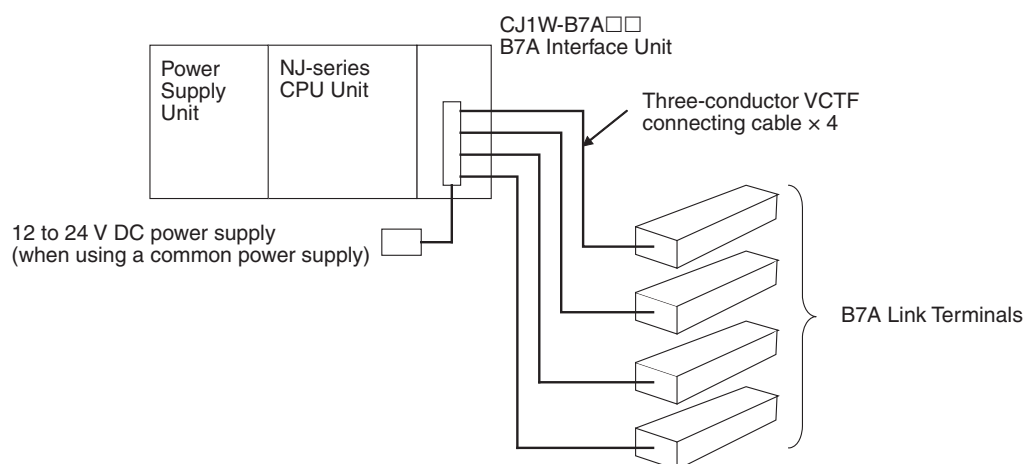 CJ1W-B7A□□
B7A Interface Unit
Power
Supply
Unit
NJ-series
CPU Unit
Three-conductor VCTF
connecting cable × 4
12 to 24 V DC power supply
(when using a common power supply)
B7A Link Terminals